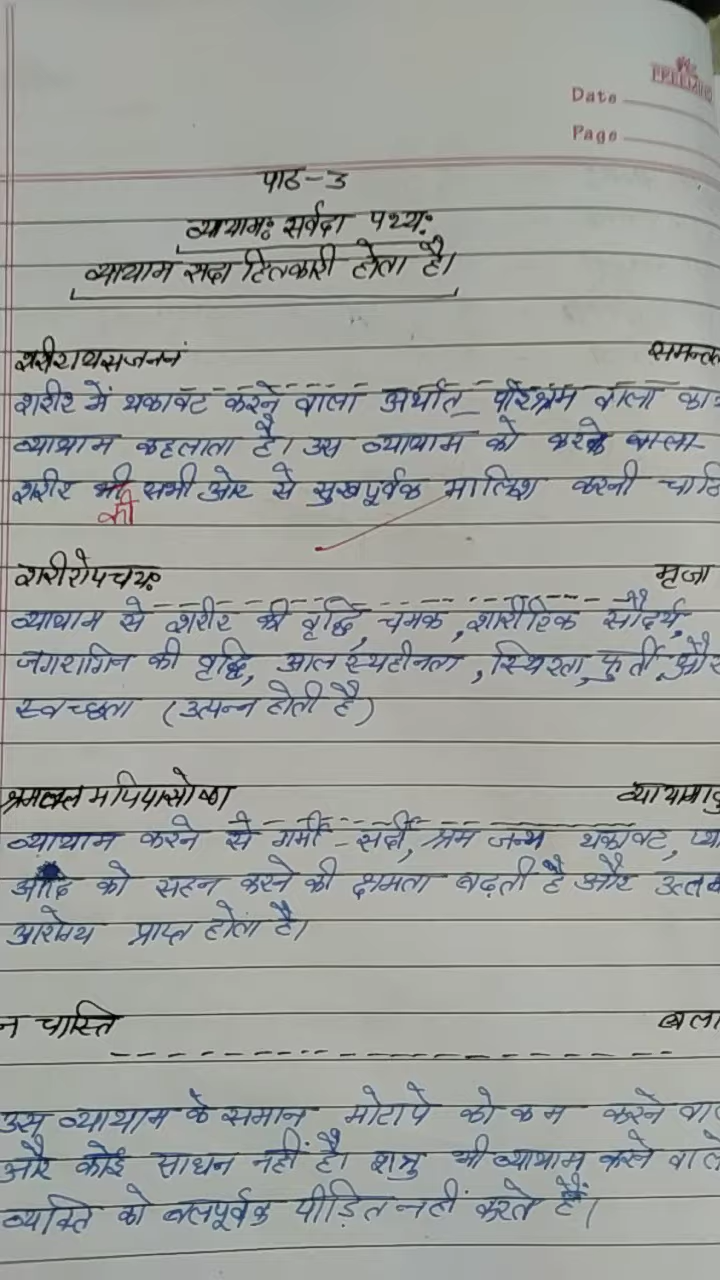 Date
Page
पाठ-3
व्यायामः सर्वदा पथ्यः
व्यायाम सदा हितकारी होता है।
शरीरायासजननं ------
शरीर में थकावट करने वाला अर्थात् परिश्रम वाला
व्यायाम कहलाता है। उस व्यायाम को करने वाला
शरीर की सभी ओर से सुखपूर्वक मालिश करनी
शरीरोपचयः ------ मृजा
व्यायाम से शरीर की वृद्धि, चमक, शारीरिक सौंदर्य,
की वृद्धि, आलस्यहीनता, स्थिरता, फुर्ती और
स्वच्छता (उत्पन्न होती है)
श्रमक्लमपिपासोष्ण ------
व्यायाम करने से गर्मी-सर्दी, श्रम जन्य थकावट,
आदि को सहन करने की क्षमता बढ़ती है और
आरोग्य प्राप्त होता है।
न चास्ति ------
उस व्यायाम के समान मोटापे को कम करने
और कोई साधन नहीं है। शत्रु भी व्यायाम करने वाले
व्यक्ति को बलपूर्वक पीड़ित नहीं करते हैं।